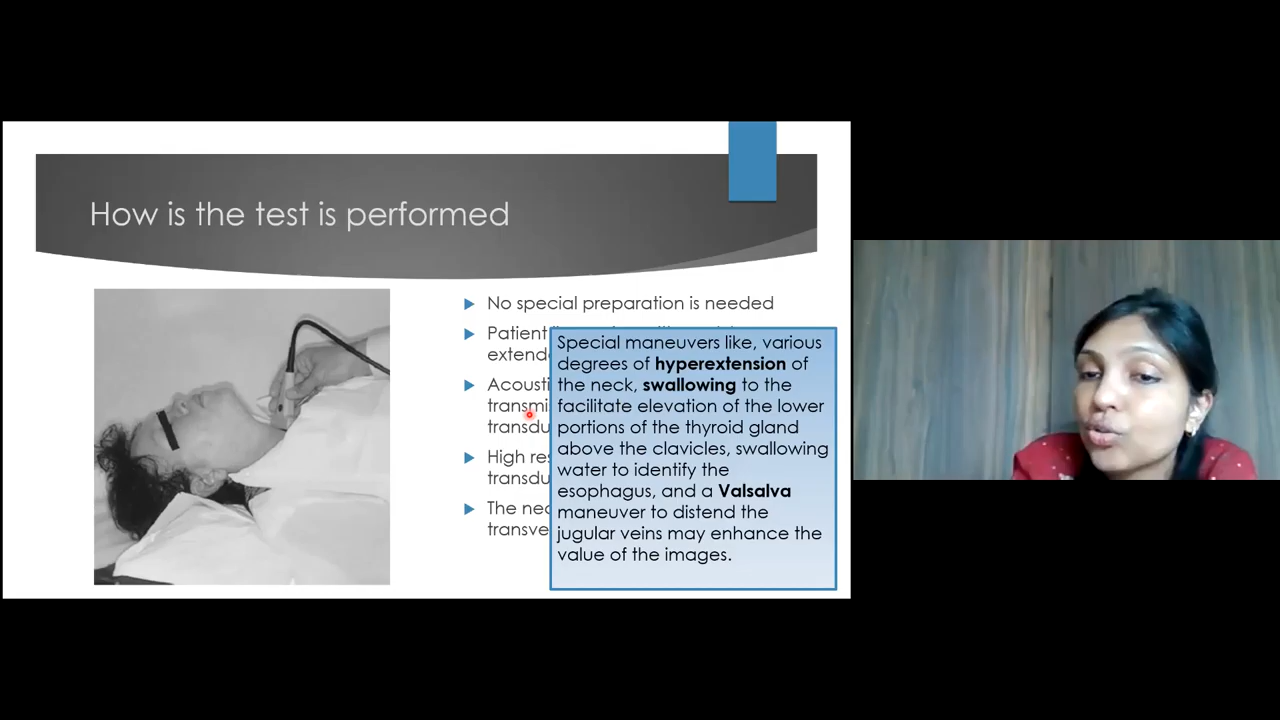 How is the test is performed
No special preparation is needed
Patient
extend
Acousti
transmi
transdu
High res
transdu
The nec
transve
Special maneuvers like, various
degrees of hyperextension of
the neck, swallowing to the
facilitate elevation of the lower
portions of the thyroid gland
above the clavicles, swallowing
water to identify the
esophagus, and a Valsalva
maneuver to distend the
jugular veins may enhance the
value of the images.